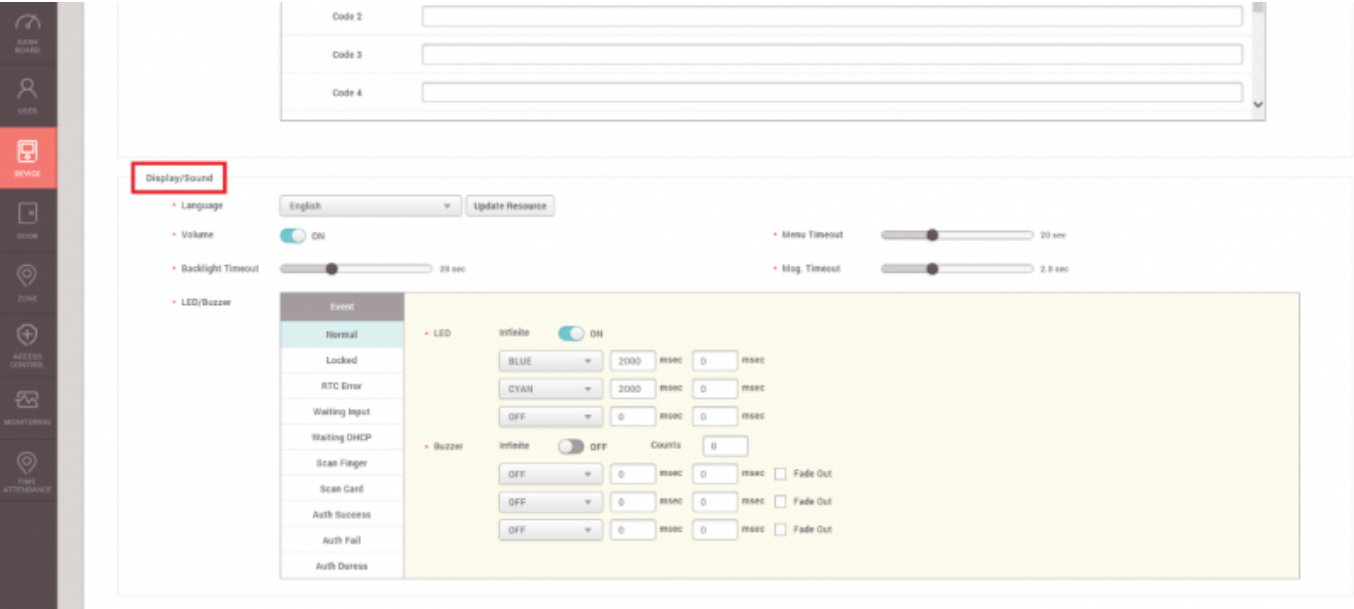 DASH
BOARD
USER
DEVICE
DOOR
ZONE
ACCESS
CONTROL
MONITORING
TIME
ATTENDANCE
Code 2
Code 3
Code 4
Display/Sound
• Language English Update Resource
• Volume ON • Menu Timeout 20 sec
• Backlight Timeout 20 sec • Msg. Timeout 2.0 sec
• LED/Buzzer
Event
Normal
Locked
RTC Error
Waiting Input
Waiting DHCP
Scan Finger
Scan Card
Auth Success
Auth Fail
Auth Duress
• LED Infinite ON
BLUE 2000 msec 0 msec
CYAN 2000 msec 0 msec
OFF 0 msec 0 msec
• Buzzer Infinite OFF Counts 0
OFF 0 msec 0 msec Fade Out
OFF 0 msec 0 msec Fade Out
OFF 0 msec 0 msec Fade Out